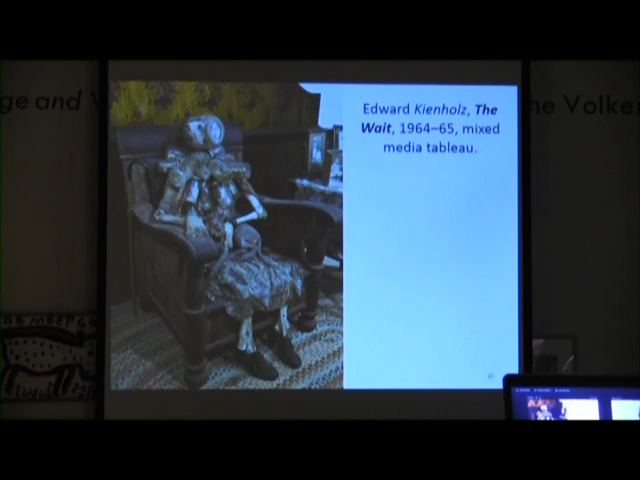 ge and V
he Volke
Edward Kienholz, The
Wait, 1964–65, mixed
media tableau.